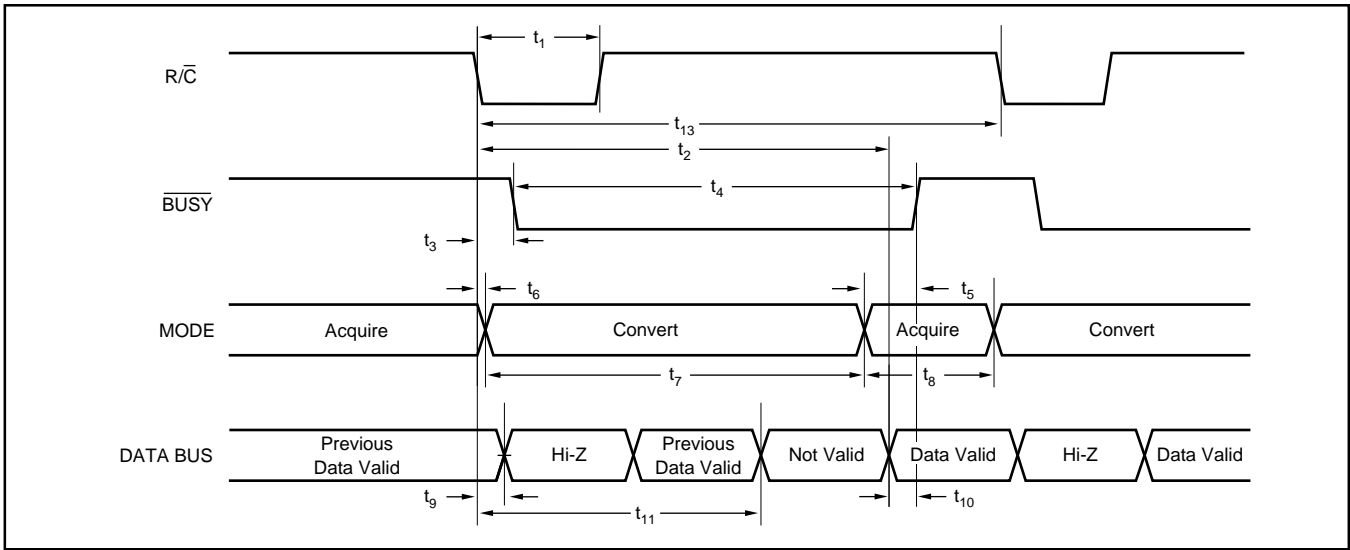 t1
R/C̅
t13
t2
B̅U̅S̅Y̅
t4
t3
t6
t5
MODE
Acquire
Convert
Acquire
Convert
t7
t8
DATA BUS
Previous
Data Valid
Hi-Z
Previous
Data Valid
Not Valid
Data Valid
Hi-Z
Data Valid
t9
t10
t11